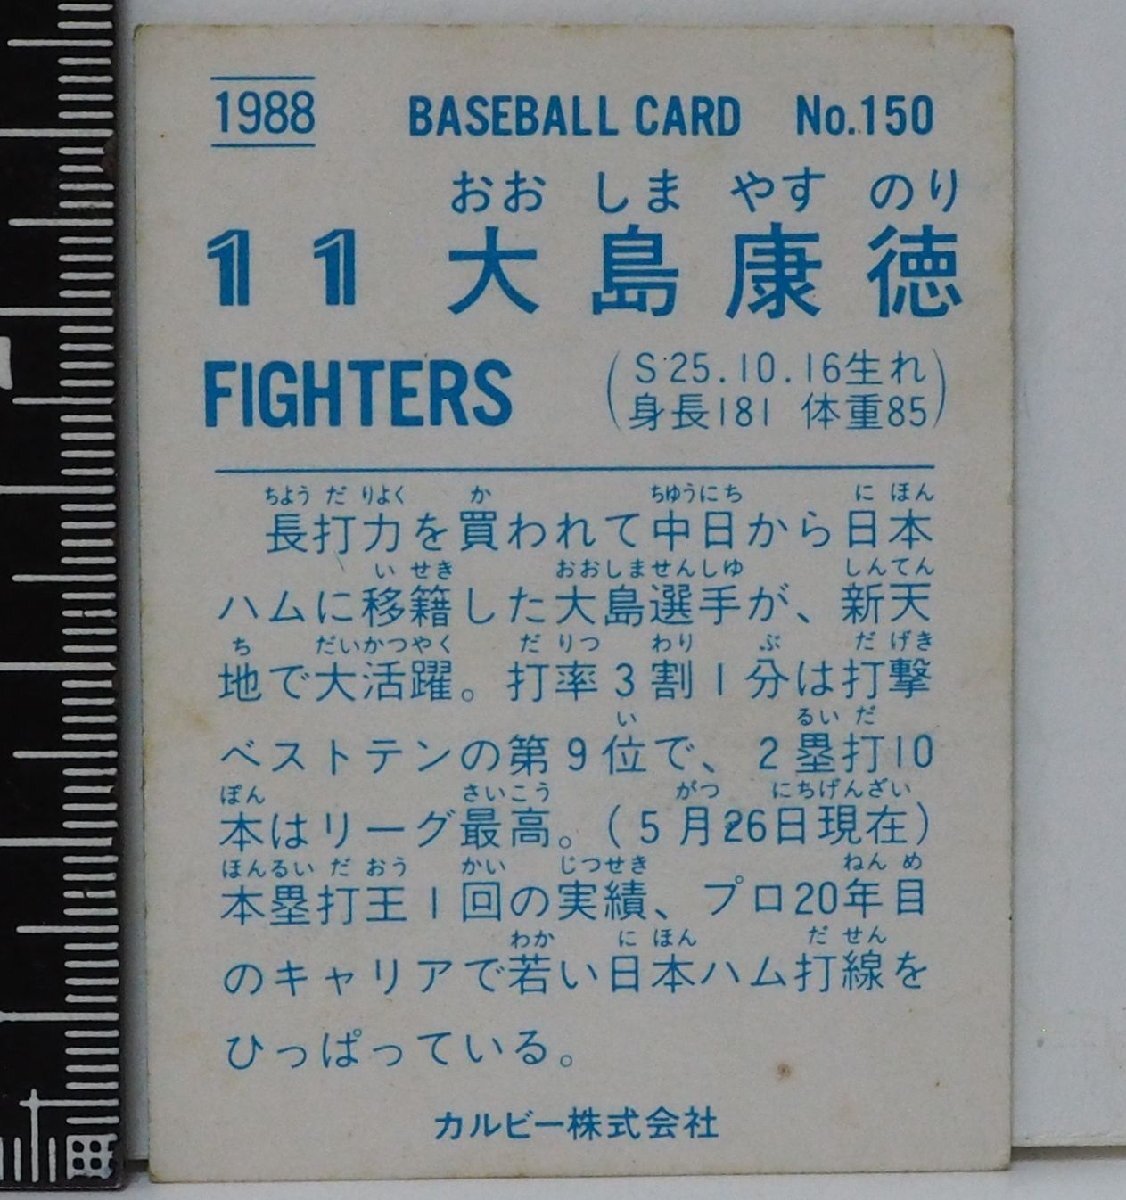 1988 BASEBALL CARD No.150
おお しま やす のり
11 大島康徳
FIGHTERS
(S25.10.16生れ
身長181 体重85)
ちようだりよく か ちゆうにち にほん
長打力を買われて中日から日本
いせき おおしませんしゆ しんてん
ハムに移籍した大島選手が、新天
ち だいかつやく だりつ わり ぶ だげき
地で大活躍。打率3割1分は打撃
い るいだ
ベストテンの第9位で、2塁打10
ぽん さいこう がつ にちげんざい
本はリーグ最高。(5月26日現在)
ほんるいだおう かい じつせき ねんめ
本塁打王1回の実績、プロ20年目
わか にほん だせん
のキャリアで若い日本ハム打線を
ひっぱっている。
カルビー株式会社